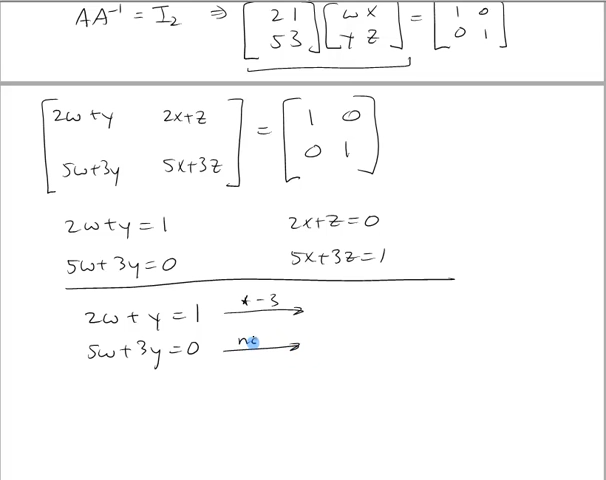 AA⁻¹ = I₂ ⇒ [2 1 5 3] [w x y z] = [1 0 0 1]
[2w+y 2x+z
5w+3y 5x+3z] = [1 0
0 1]
2w+y=1 2x+z=0
5w+3y=0 5x+3z=1
2w+y=1 *-3 →
5w+3y=0 →